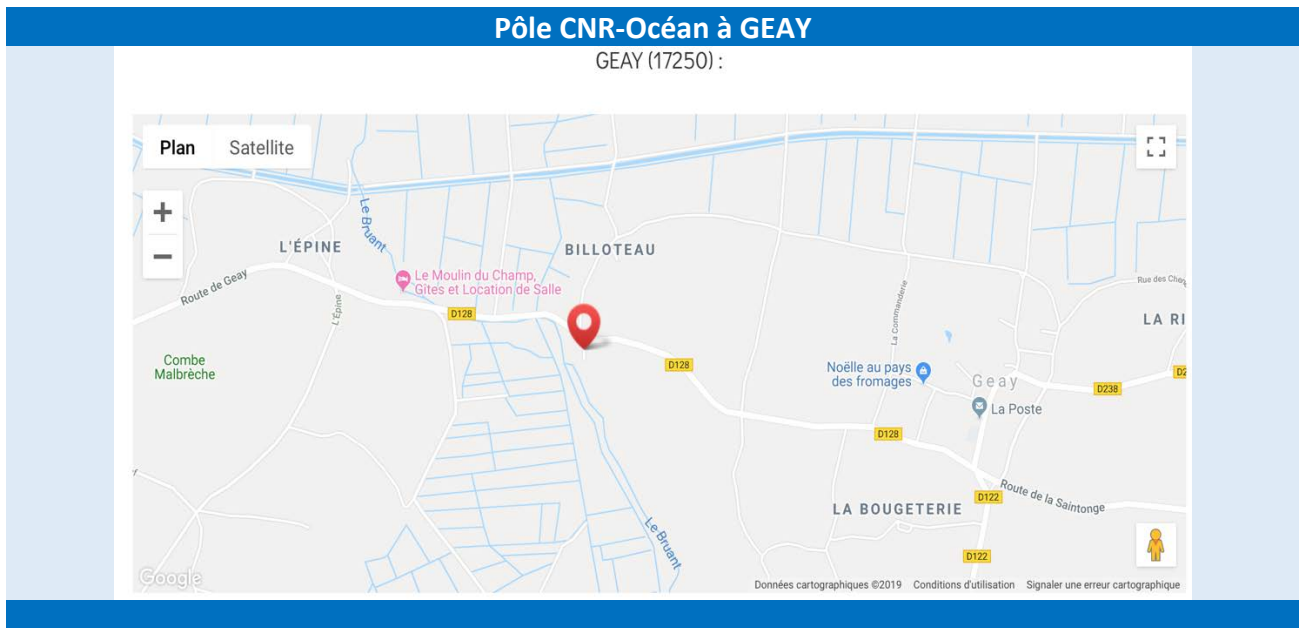 Pôle CNR-Océan à GEAY
GEAY (17250) :
Plan Satellite
Le Bruant
L'ÉPINE
BILLOTEAU
Le Moulin du Champ,
Gites et Location de Salle
Route de Geay
L'Épine
D128
La Commanderie
LA RI
Combe
Malbrèche
D128
Noëlle au pays
des fromages
Geay
D238
La Poste
D128
D122
Route de la Saintonge
LA BOUGETERIE
Le Bruant
D122
Google
Données cartographiques ©2019 Conditions d'utilisation Signaler une erreur cartographique